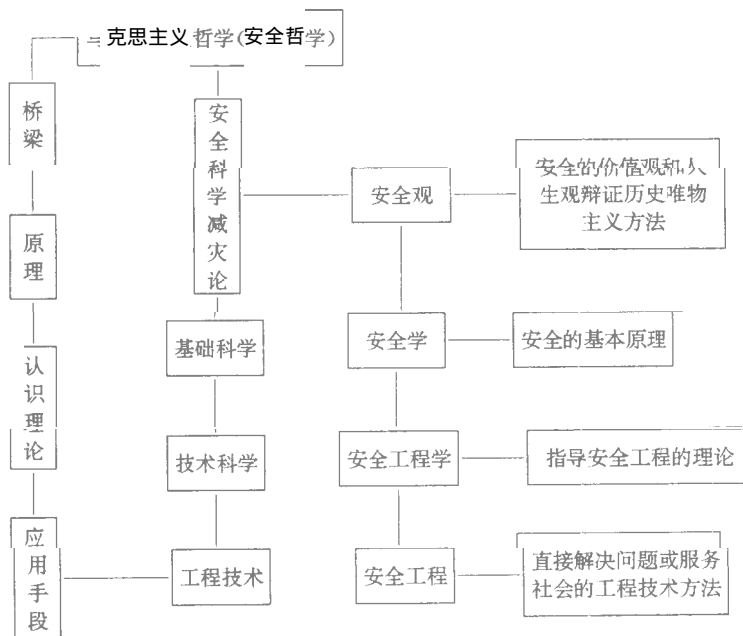 克思主义哲学(安全哲学)
桥
梁
安
全
科
学
减
灾
论
安全观
安全的价值观和人
生观辩证历史唯物
主义方法
原
理
基础科学
安全学
安全的基本原理
认
识
理
论
技术科学
安全工程学
指导安全工程的理论
应
用
手
段
工程技术
安全工程
直接解决问题或服务
社会的工程技术方法